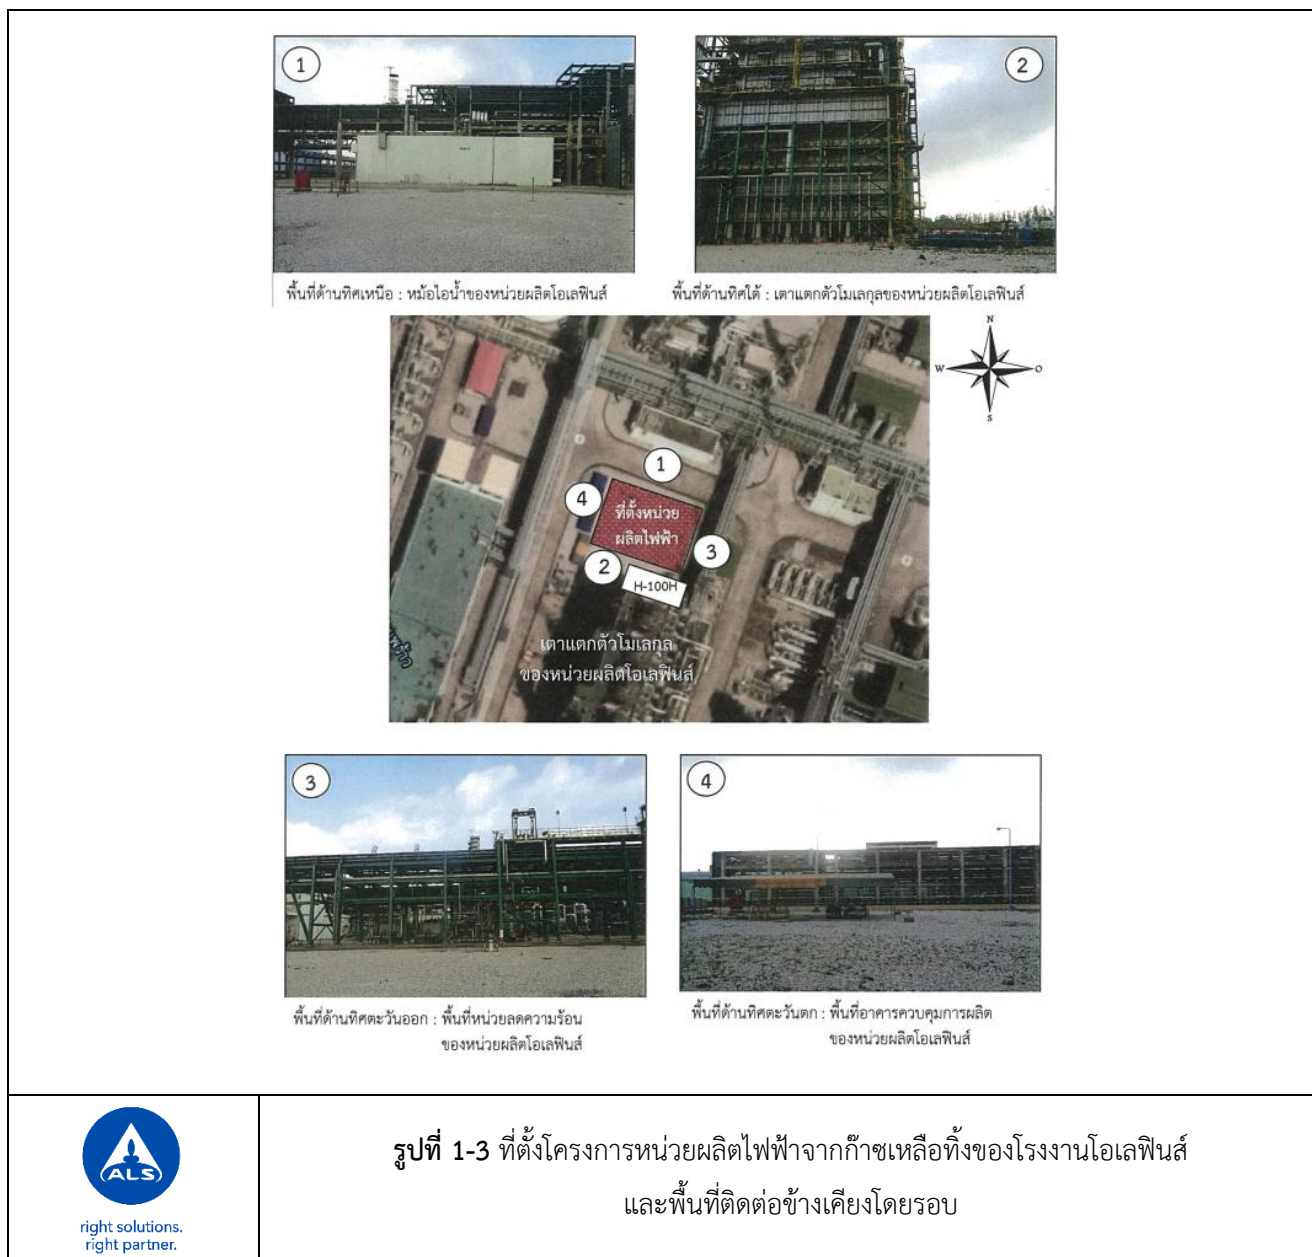 1
2
พื้นที่ด้านทิศเหนือ : หม้อไอน้ำของหน่วยผลิตโอเลฟินส์
พื้นที่ด้านทิศใต้ : เตาแตกตัวโมเลกุลของหน่วยผลิตโอเลฟินส์
N
W
O
S
1
4
ที่ตั้งหน่วย
ผลิตไฟฟ้า
3
2
H-100H
เตาแตกตัวโมเลกุล
ของหน่วยผลิตโอเลฟินส์
3
4
พื้นที่ด้านทิศตะวันออก : พื้นที่หน่วยลดความร้อน
ของหน่วยผลิตโอเลฟินส์
พื้นที่ด้านทิศตะวันตก : พื้นที่อาคารควบคุมการผลิต
ของหน่วยผลิตโอเลฟินส์
ALS
right solutions.
right partner.
รูปที่ 1-3 ที่ตั้งโครงการหน่วยผลิตไฟฟ้าจากก๊าซเหลือทิ้งของโรงงานโอเลฟินส์
และพื้นที่ติดต่อข้างเคียงโดยรอบ